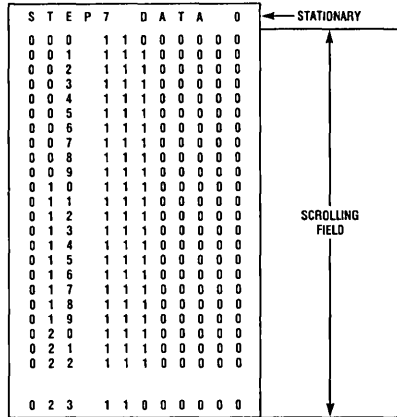 S T E P 7 D A T A 0 STATIONARY
0 0 0 1 1 0 0 0 0 0 0
0 0 1 1 1 1 0 0 0 0 0
0 0 2 1 1 1 0 0 0 0 0
0 0 3 1 1 1 0 0 0 0 0
0 0 4 1 1 1 0 0 0 0 0
0 0 5 1 1 1 0 0 0 0 0
0 0 6 1 1 1 0 0 0 0 0
0 0 7 1 1 1 0 0 0 0 0
0 0 8 1 1 1 0 0 0 0 0
0 0 9 1 1 1 0 0 0 0 0
0 1 0 1 1 1 0 0 0 0 0
0 1 1 1 1 1 0 0 0 0 0
0 1 2 1 1 1 0 0 0 0 0
0 1 3 1 1 1 0 0 0 0 0
0 1 4 1 1 1 0 0 0 0 0
0 1 5 1 1 1 0 0 0 0 0
0 1 6 1 1 1 0 0 0 0 0
0 1 7 1 1 1 0 0 0 0 0
0 1 8 1 1 1 0 0 0 0 0
0 1 9 1 1 1 0 0 0 0 0
0 2 0 1 1 1 0 0 0 0 0
0 2 1 1 1 1 0 0 0 0 0
0 2 2 1 1 1 0 0 0 0 0
0 2 3 1 1 0 0 0 0 0 0
SCROLLING
FIELD